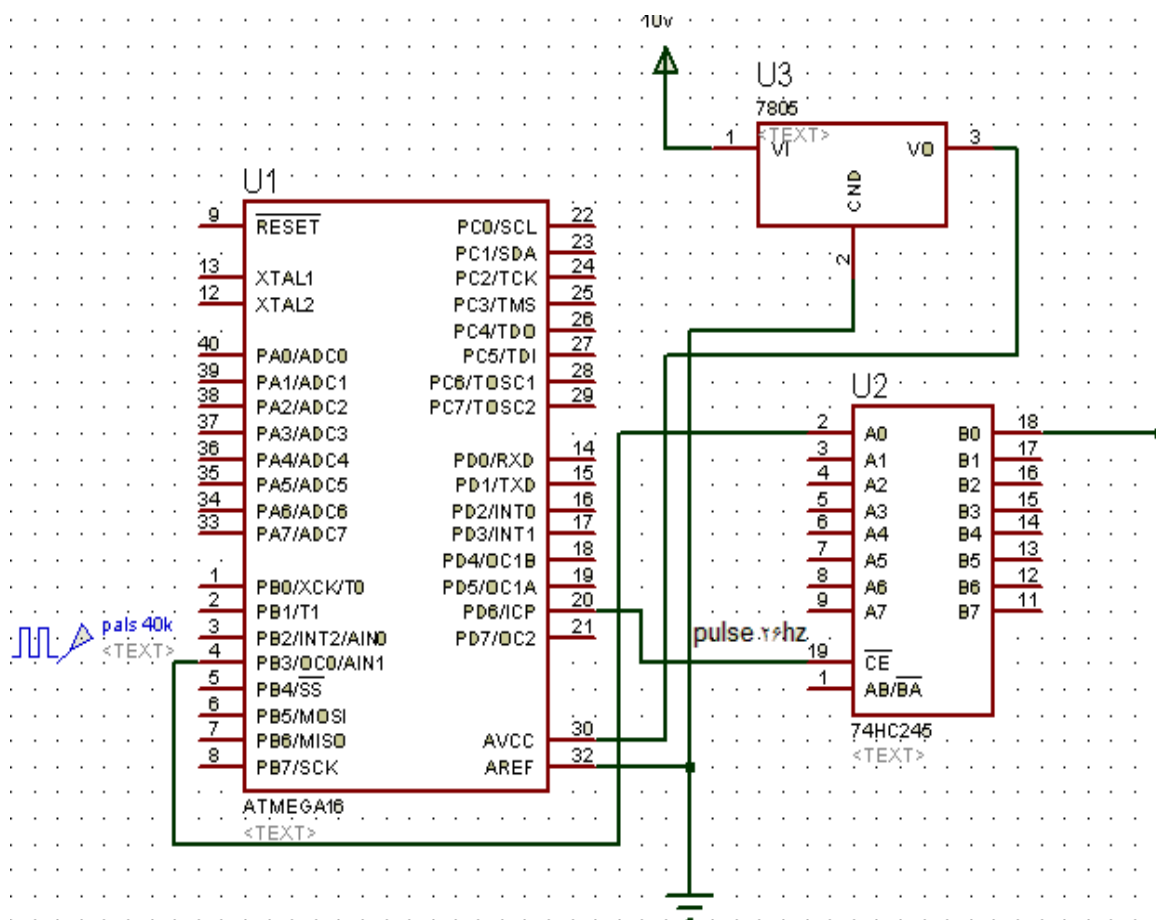 10v
U3
7805
<TEXT>
1
VI
VO
3
GND
2
U1
9
RESET
PC0/SCL
22
PC1/SDA
23
13
XTAL1
PC2/TCK
24
12
XTAL2
PC3/TMS
25
PC4/TDO
26
40
PA0/ADC0
PC5/TDI
27
39
PA1/ADC1
PC6/TOSC1
28
38
PA2/ADC2
PC7/TOSC2
29
37
PA3/ADC3
36
PA4/ADC4
PD0/RXD
14
35
PA5/ADC5
PD1/TXD
15
34
PA6/ADC6
PD2/INT0
16
33
PA7/ADC7
PD3/INT1
17
PD4/OC1B
18
1
PB0/XCK/T0
PD5/OC1A
19
2
PB1/T1
PD6/ICP
20
3
PB2/INT2/AIN0
PD7/OC2
21
4
PB3/OC0/AIN1
5
PB4/SS
6
PB5/MOSI
7
PB6/MISO
AVCC
30
8
PB7/SCK
AREF
32
ATMEGA16
<TEXT>
pals 40k
<TEXT>
U2
2
A0
B0
18
3
A1
B1
17
4
A2
B2
16
5
A3
B3
15
6
A4
B4
14
7
A5
B5
13
8
A6
B6
12
9
A7
B7
11
pulse ۲۶hz
19
CE
1
AB/BA
74HC245
<TEXT>